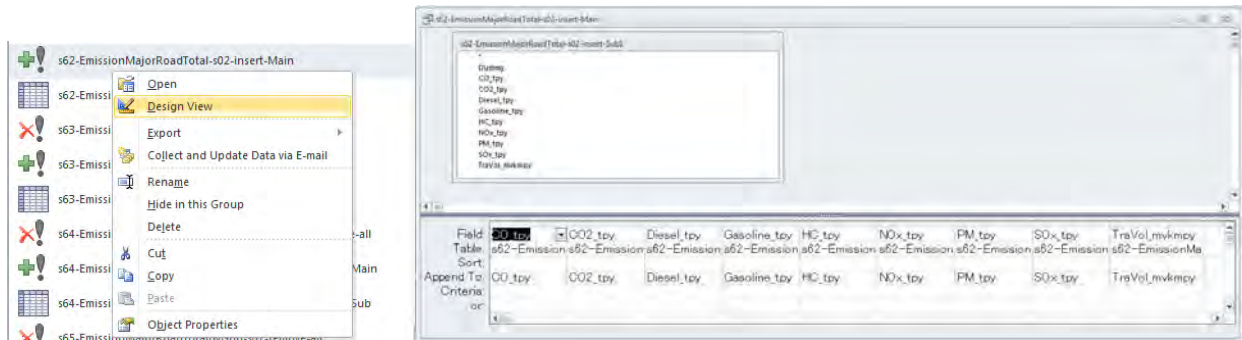 s62-EmissionMajorRoadTotal-s02-insert-Main
s62-Emissi
s63-Emissi
s63-Emissi
s63-Emissi
s64-Emissi
-all
s64-Emissi
Main
s64-Emissi
Sub
Open
Design View
Export
Collect and Update Data via E-mail
Rename
Hide in this Group
Delete
Cut
Copy
Paste
Object Properties
s62-EmissionMajorRoadTotal-s02-insert-Main
s62-EmissionMajorRoadTotal-s02-insert-Sub
*
Dummy
CO_tpy
CO2_tpy
Diesel_tpy
Gasoline_tpy
HC_tpy
NOx_tpy
PM_tpy
SOx_tpy
TraVol_mvkmpy
Field: CO_tpy CO2_tpy Diesel_tpy Gasoline_tpy HC_tpy NOx_tpy PM_tpy SOx_tpy TraVol_mvkmpy
Table: s62-Emission s62-Emission s62-Emission s62-Emission s62-Emission s62-Emission s62-Emission s62-Emission s62-EmissionMa
Sort:
Append To: CO_tpy CO2_tpy Diesel_tpy Gasoline_tpy HC_tpy NOx_tpy PM_tpy SOx_tpy TraVol_mvkmpy
Criteria:
or: